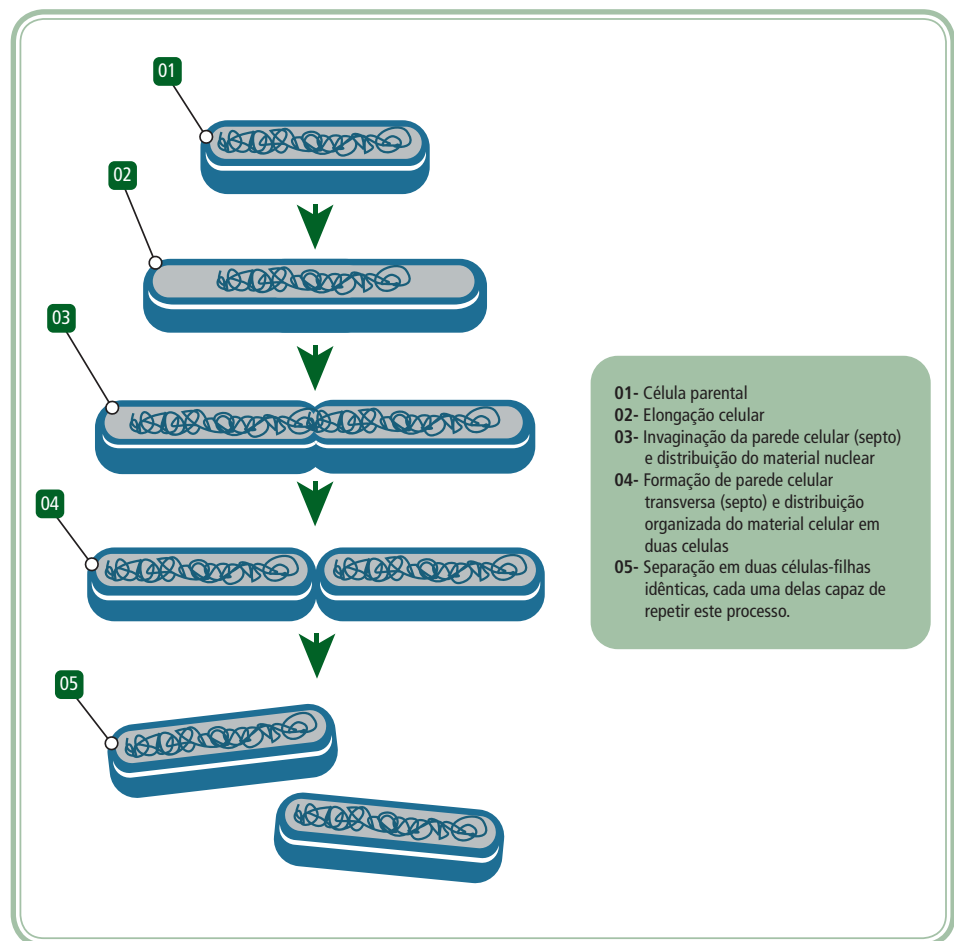 01
02
03
04
05
01- Célula parental
02- Elongação celular
03- Invaginação da parede celular (septo)
e distribuição do material nuclear
04- Formação de parede celular
transversa (septo) e distribuição
organizada do material celular em
duas celulas
05- Separação em duas células-filhas
idênticas, cada uma delas capaz de
repetir este processo.